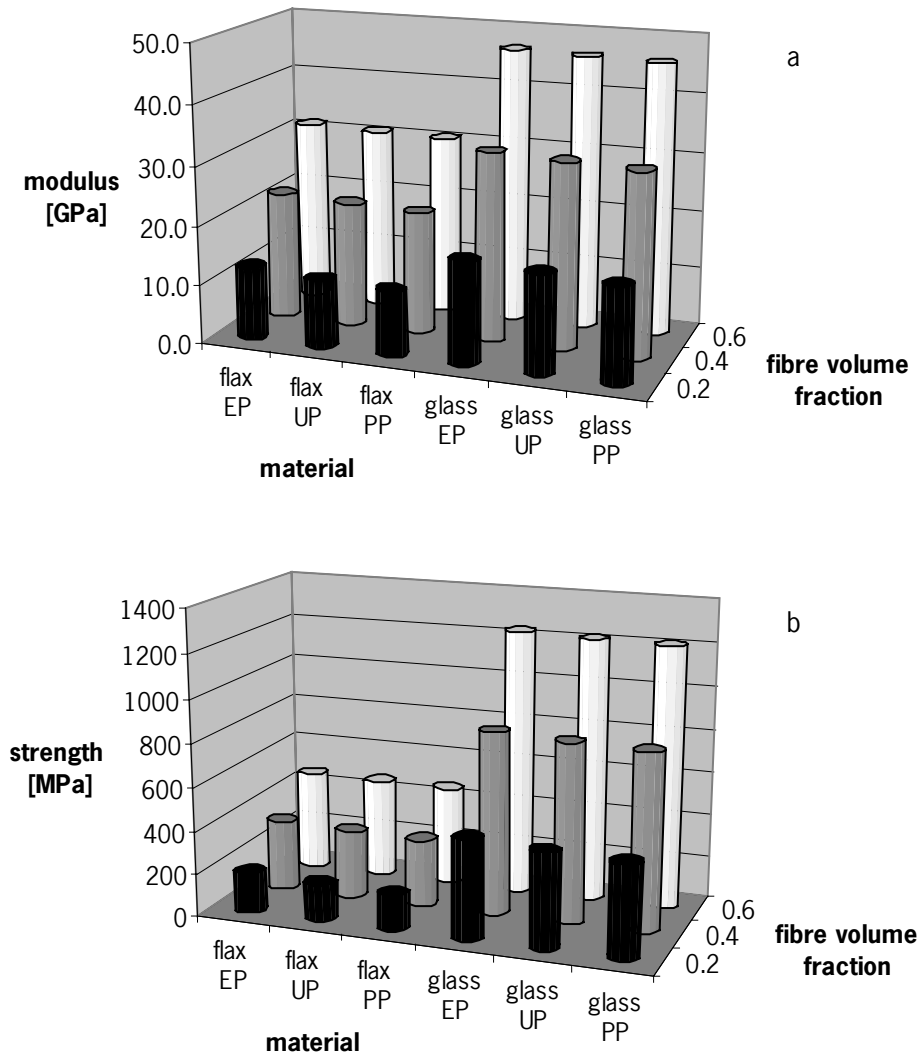 a
50.0
40.0
30.0
20.0
10.0
0.0
modulus
[GPa]
flax
EP
flax
UP
flax
PP
glass
EP
glass
UP
glass
PP
material
0.6
0.4
0.2
fibre volume
fraction
b
1400
1200
1000
800
600
400
200
0
strength
[MPa]
flax
EP
flax
UP
flax
PP
glass
EP
glass
UP
glass
PP
material
0.6
0.4
0.2
fibre volume
fraction